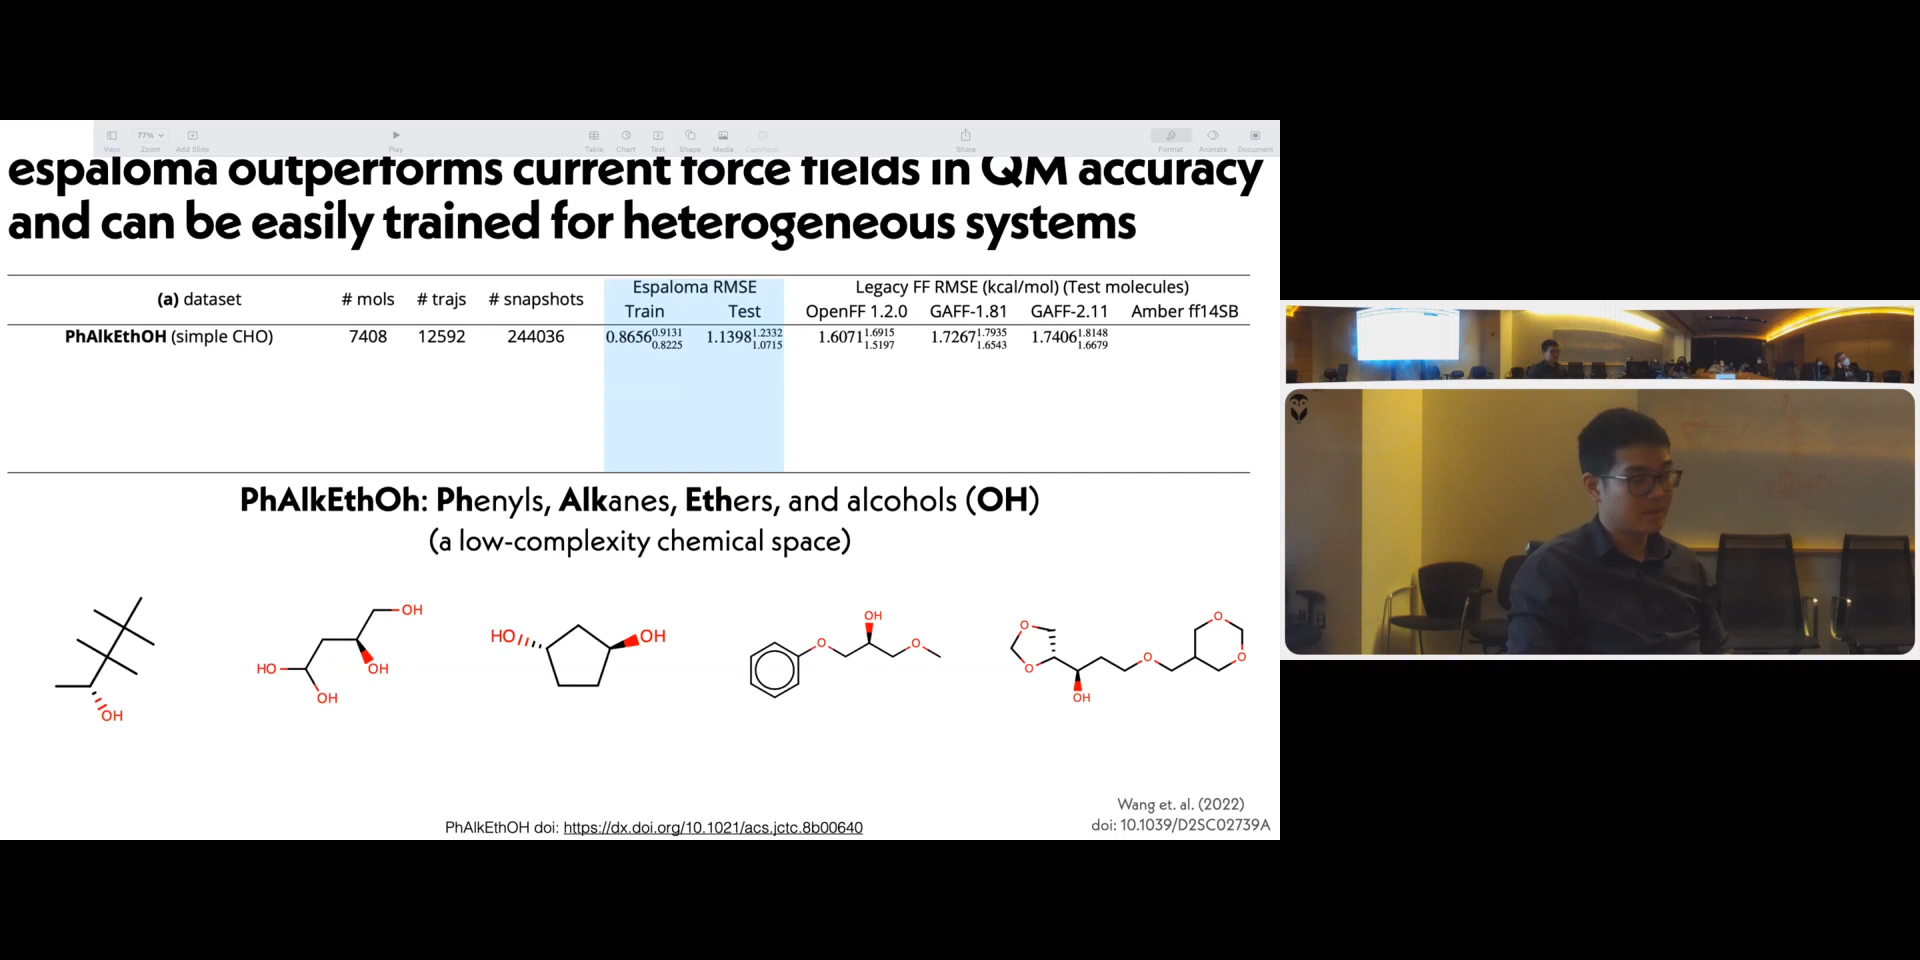 View
77%
Zoom
Add Slide
Play
Table
Chart
Text
Shape
Media
Comment
Share
Format
Animate
Document
espaloma outperforms current force fields in QM accuracy
and can be easily trained for heterogeneous systems
Espaloma RMSE Legacy FF RMSE (kcal/mol) (Test molecules)
(a) dataset # mols # trajs # snapshots Train Test OpenFF 1.2.0 GAFF-1.81 GAFF-2.11 Amber ff14SB
PhAlkEthOH (simple CHO) 7408 12592 244036 0.8656 0.9131 0.8225 1.1398 1.2332 1.0715 1.6071 1.6915 1.5197 1.7267 1.7935 1.6543 1.7406 1.8148 1.6679
PhAlkEthOh: Phenyls, Alkanes, Ethers, and alcohols (OH)
(a low-complexity chemical space)
OH
HO
OH
OH
OH
HO
OH
O
OH
O
O
O
OH
O
O
O
Wang et. al. (2022)
doi: 10.1039/D2SC02739A
PhAlkEthOH doi: https://dx.doi.org/10.1021/acs.jctc.8b00640